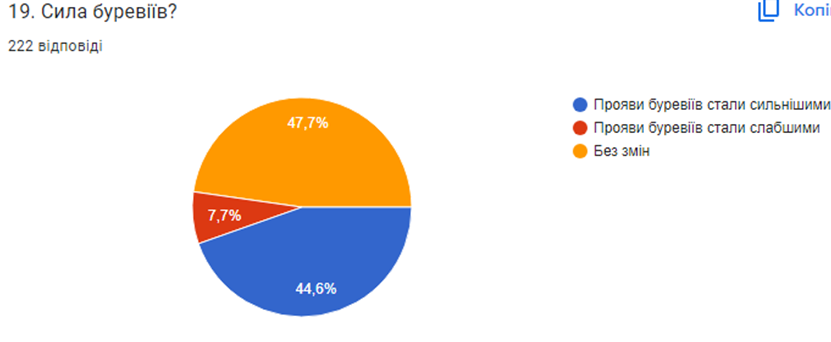 19. Сила буревіїв?
Копі
222 відповіді
47,7%
7,7%
44,6%
Прояви буревіїв стали сильнішими
Прояви буревіїв стали слабшими
Без змін